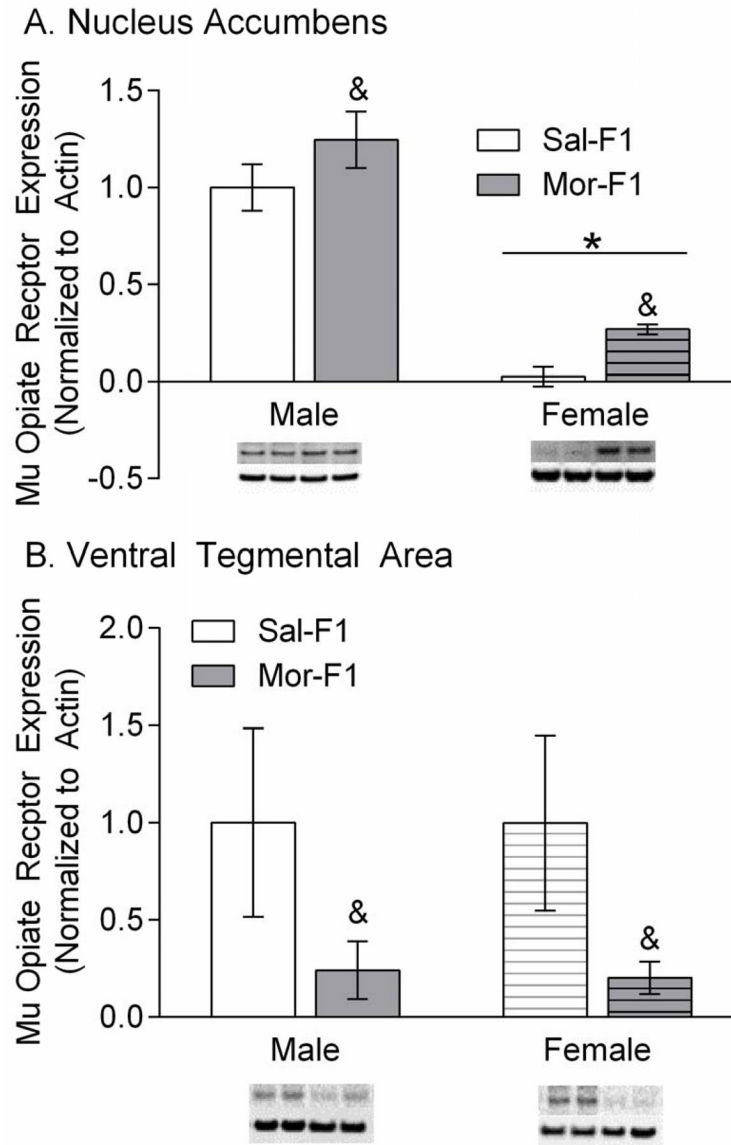 A. Nucleus Accumbens
Mu Opiate Recptor Expression
(Normalized to Actin)
1.5
1.0
0.5
0.0
-0.5
&
Sal-F1
Mor-F1
*
&
Male
Female
B. Ventral Tegmental Area
Mu Opiate Recptor Expression
(Normalized to Actin)
2.0
1.5
1.0
0.5
0.0
Sal-F1
Mor-F1
&
&
Male
Female